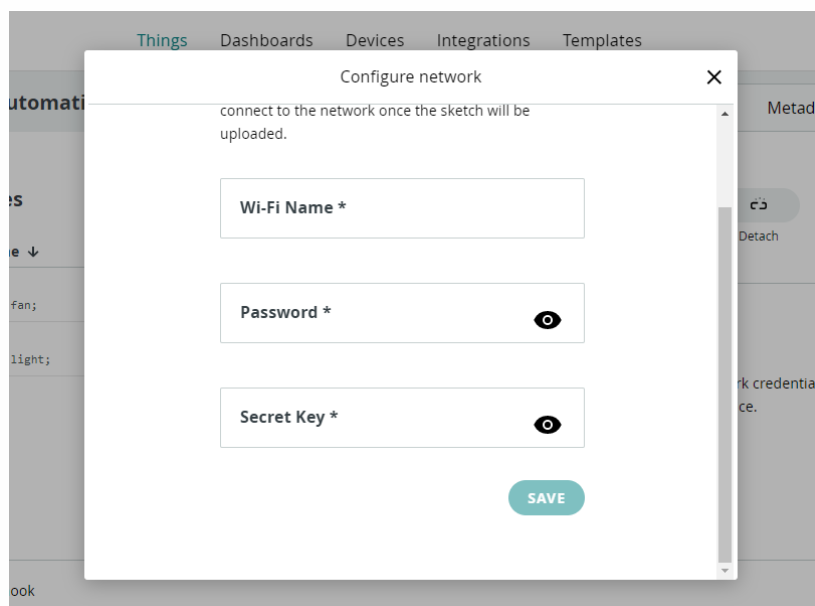 Things Dashboards Devices Integrations Templates
Configure network
utomati
Metad
connect to the network once the sketch will be
uploaded.
es
Wi-Fi Name *
Detach
e
fan;
Password *
light;
rk credentia
ce.
Secret Key *
SAVE
ook